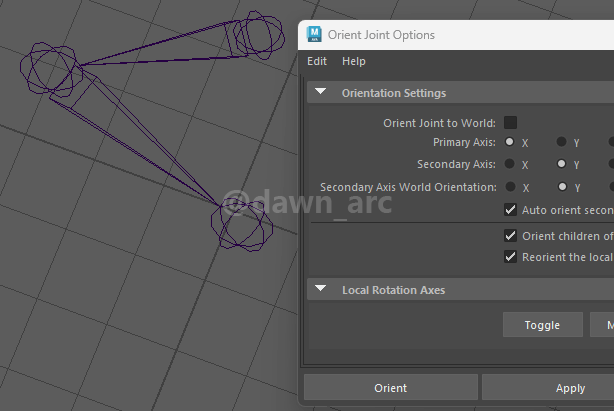 Orient Joint Options
Edit Help
Orientation Settings
Orient Joint to World:
Primary Axis: X Y
Secondary Axis: X Y
Secondary Axis World Orientation: X Y
@dawn_arc
Auto orient secon
Orient children of
Reorient the local
Local Rotation Axes
Toggle M
Orient Apply